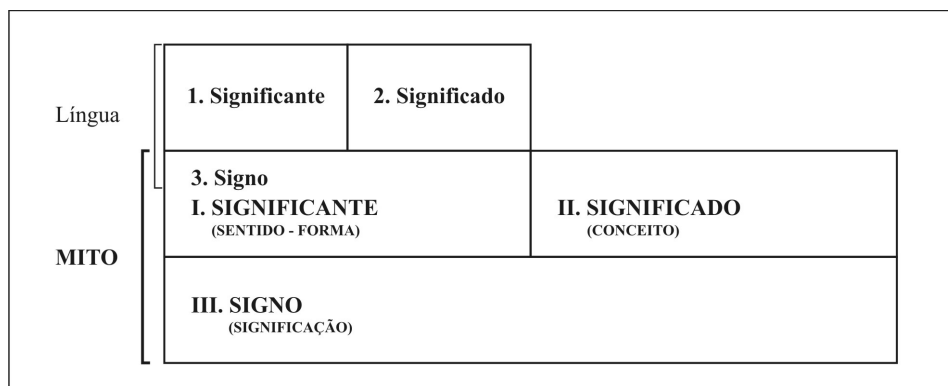 1. Significante
2. Significado
Língua
3. Signo
I. SIGNIFICANTE
(SENTIDO - FORMA)
II. SIGNIFICADO
(CONCEITO)
MITO
III. SIGNO
(SIGNIFICAÇÃO)